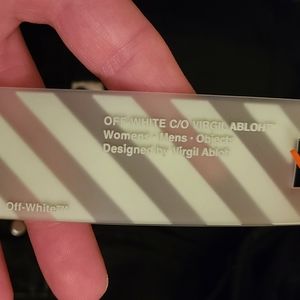 OFF-WHITE C/O VIRGIL ABLOH™
Womens · Mens · Objects
Designed by Virgil Abloh
Off-White™